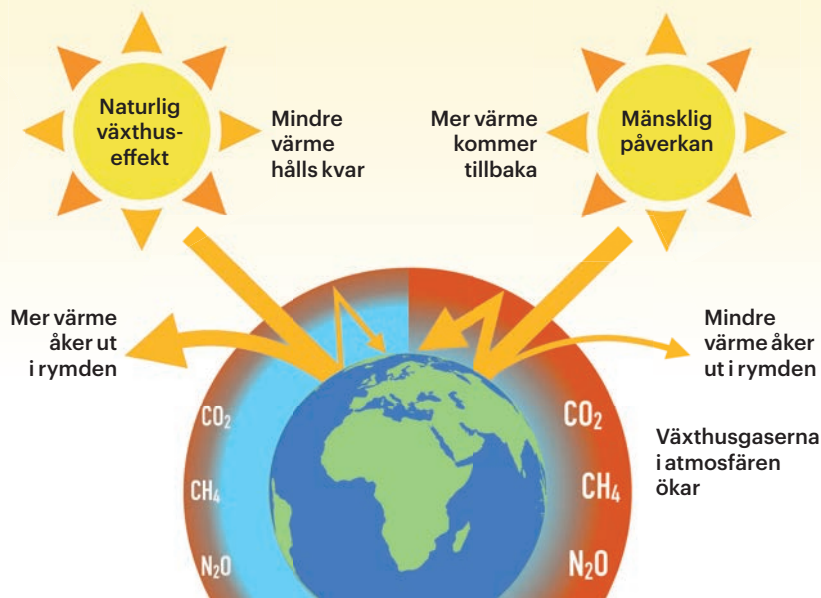 Naturlig
växthus-
effekt
Mindre
värme
hålls kvar
Mer värme
kommer
tillbaka
Mänsklig
påverkan
Mer värme
åker ut
i rymden
Mindre
värme åker
ut i rymden
CO₂
CH₄
N₂O
CO₂
CH₄
N₂O
Växthusgaserna
i atmosfären
ökar